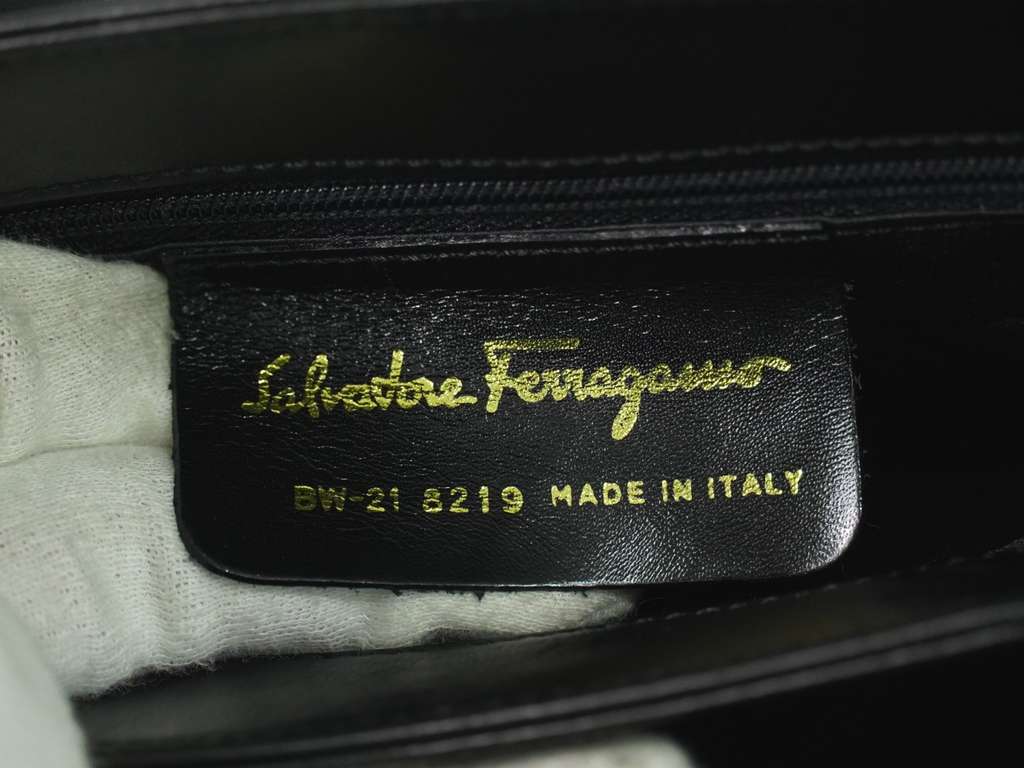 Salvatore Ferragamo
BW-21 8219 MADE IN ITALY